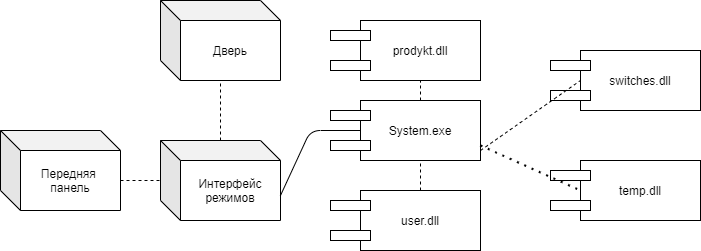 Дверь
prodykt.dll
switches.dll
System.exe
Передняя
панель
Интерфейс
режимов
temp.dll
user.dll